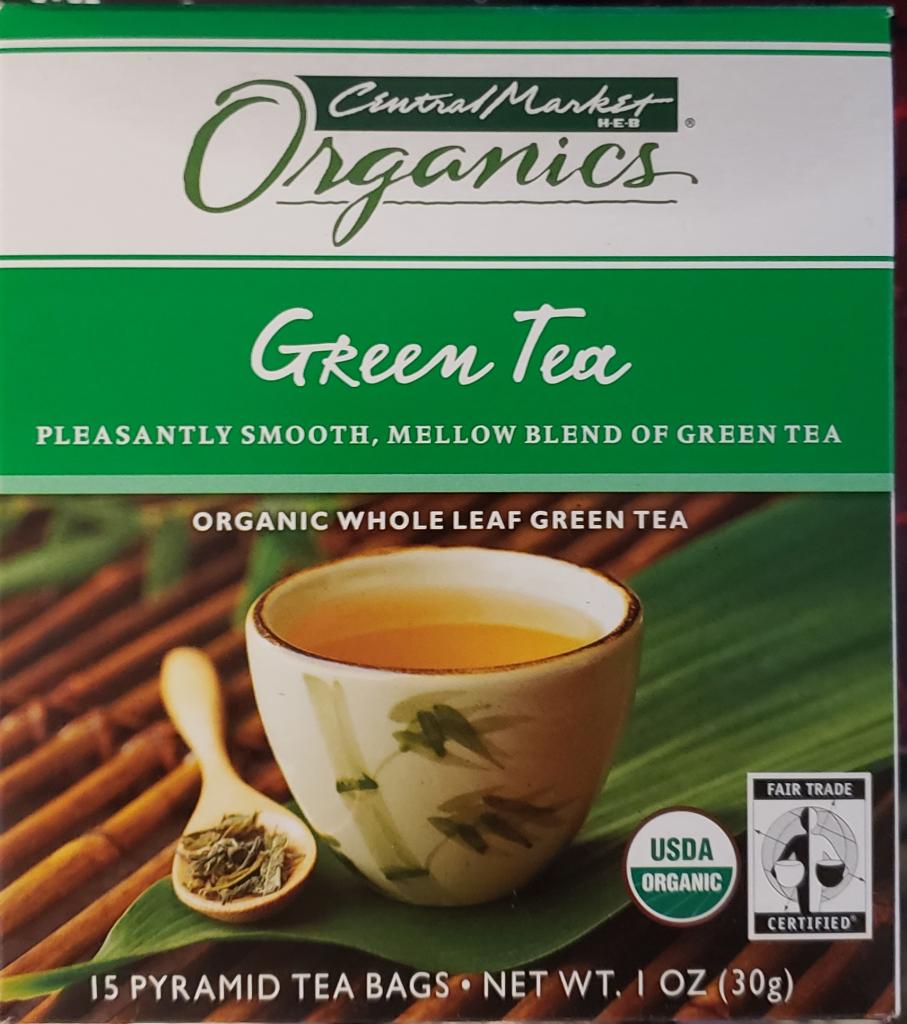 Central Market
H-E-B ®
Organics
Green Tea
PLEASANTLY SMOOTH, MELLOW BLEND OF GREEN TEA
ORGANIC WHOLE LEAF GREEN TEA
FAIR TRADE
CERTIFIED®
USDA
ORGANIC
15 PYRAMID TEA BAGS • NET WT. 1 OZ (30g)